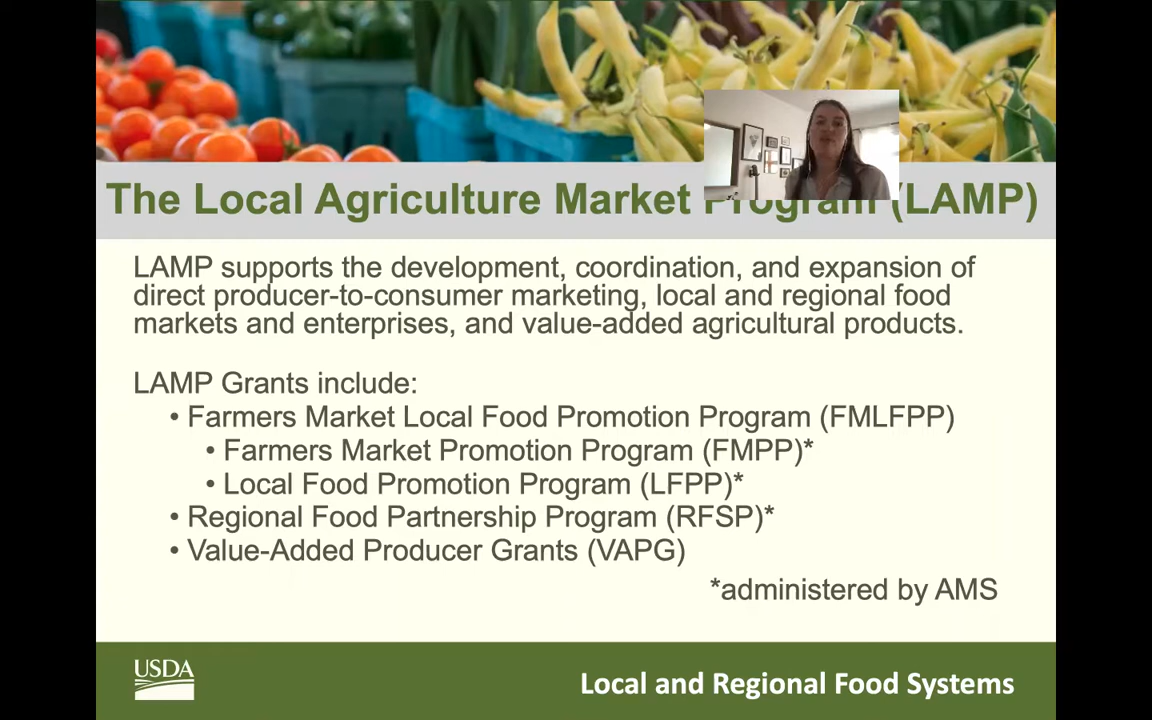 The Local Agriculture Market Program (LAMP)
LAMP supports the development, coordination, and expansion of
direct producer-to-consumer marketing, local and regional food
markets and enterprises, and value-added agricultural products.
LAMP Grants include:
• Farmers Market Local Food Promotion Program (FMLFPP)
• Farmers Market Promotion Program (FMPP)*
• Local Food Promotion Program (LFPP)*
• Regional Food Partnership Program (RFSP)*
• Value-Added Producer Grants (VAPG)
*administered by AMS
USDA
Local and Regional Food Systems